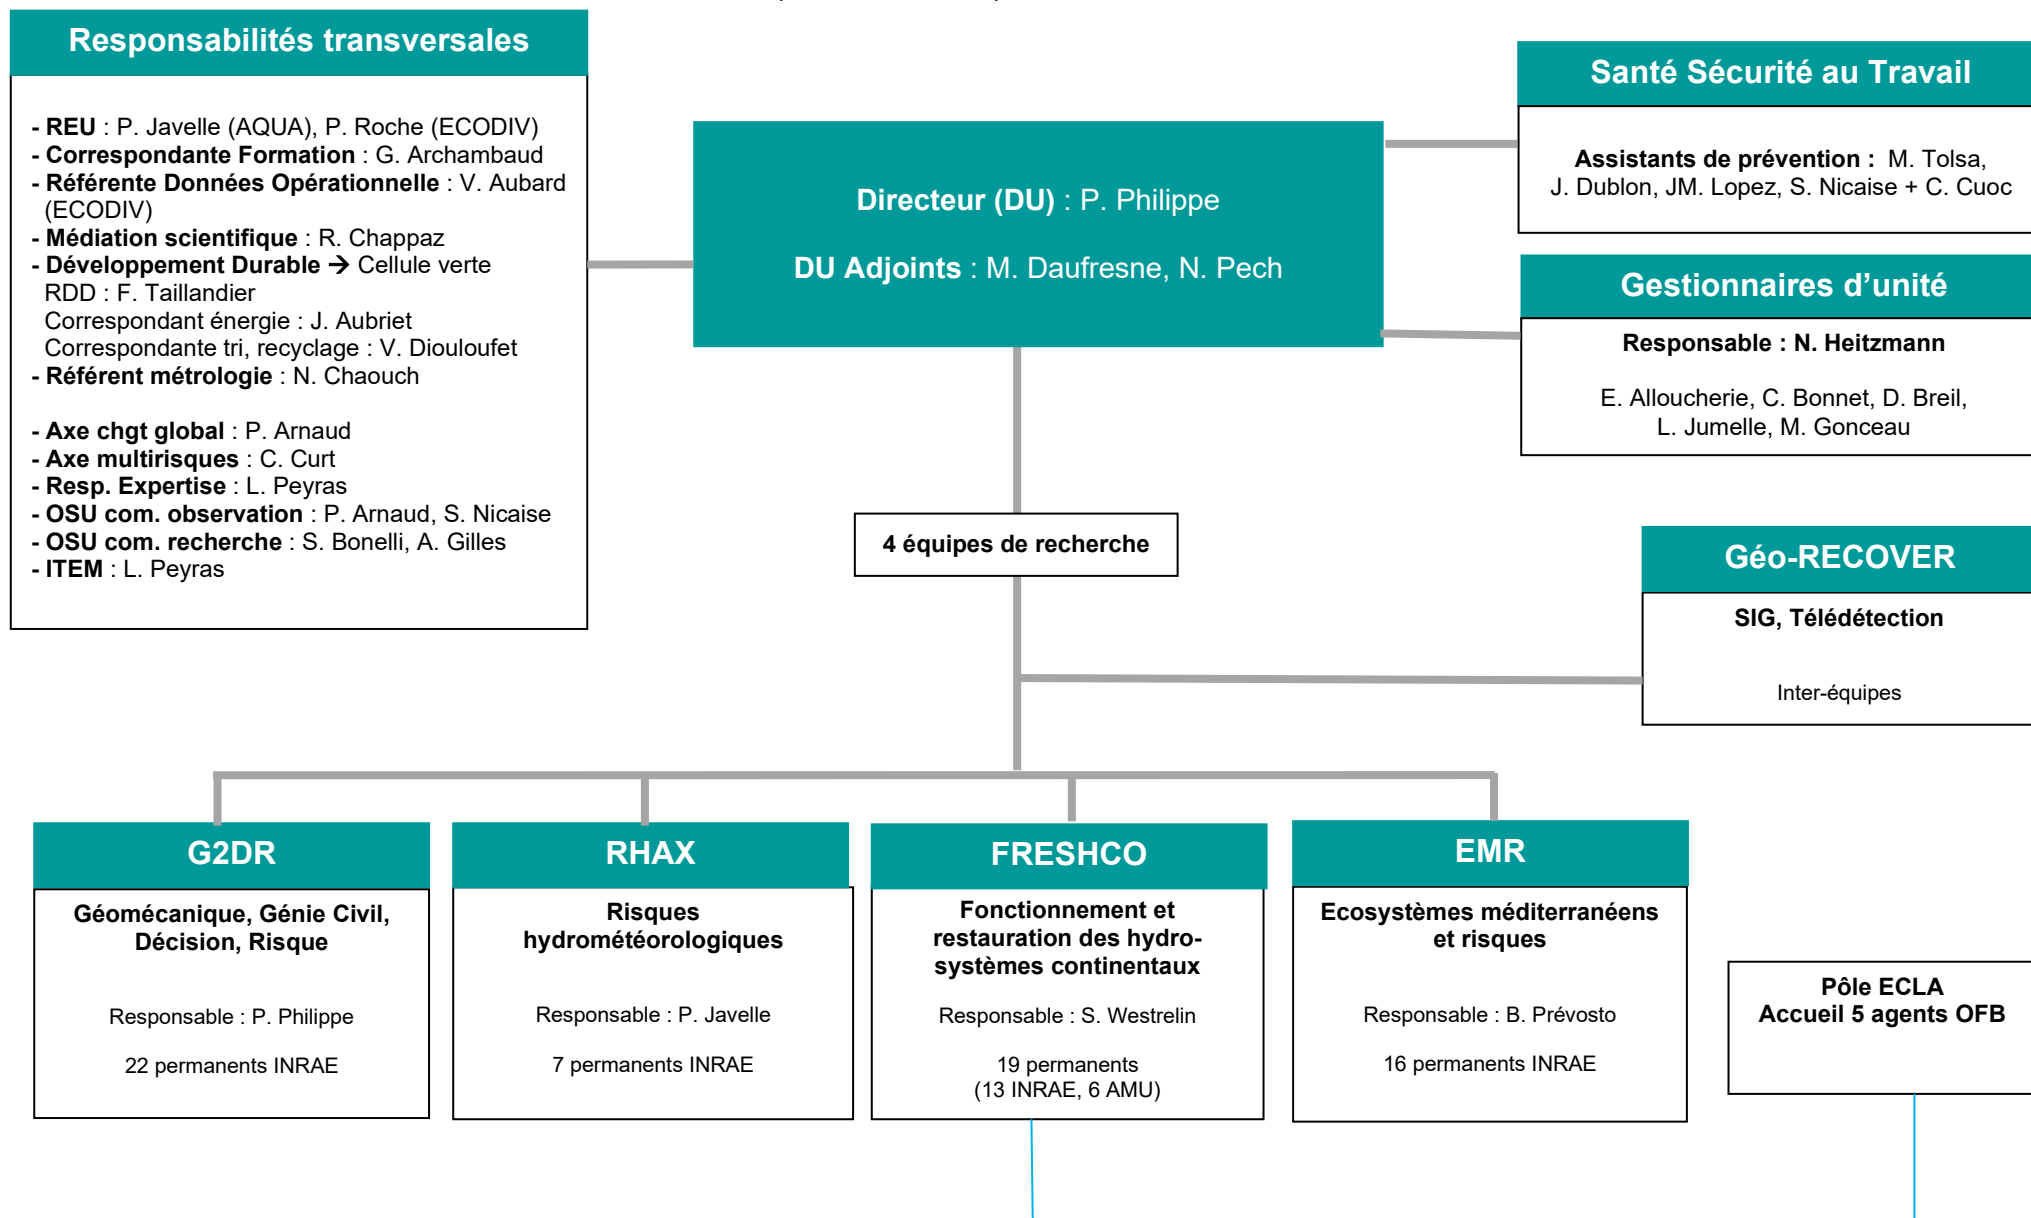 Responsabilités transversales
- REU : P. Javelle (AQUA), P. Roche (ECODIV)
- Correspondante Formation : G. Archambaud
- Référente Données Opérationnelle : V. Aubard
(ECODIV)
- Médiation scientifique : R. Chappaz
- Développement Durable → Cellule verte
RDD : F. Taillandier
Correspondant énergie : J. Aubriet
Correspondante tri, recyclage : V. Diouloufet
- Référent métrologie : N. Chaouch
- Axe chgt global : P. Arnaud
- Axe multirisques : C. Curt
- Resp. Expertise : L. Peyras
- OSU com. observation : P. Arnaud, S. Nicaise
- OSU com. recherche : S. Bonelli, A. Gilles
- ITEM : L. Peyras
Directeur (DU) : P. Philippe
DU Adjoints : M. Daufresne, N. Pech
Santé Sécurité au Travail
Assistants de prévention : M. Tolsa,
J. Dublon, JM. Lopez, S. Nicaise + C. Cuoc
Gestionnaires d’unité
Responsable : N. Heitzmann
E. Alloucherie, C. Bonnet, D. Breil,
L. Jumelle, M. Gonceau
4 équipes de recherche
Géo-RECOVER
SIG, Télédétection
Inter-équipes
G2DR
Géomécanique, Génie Civil,
Décision, Risque
Responsable : P. Philippe
22 permanents INRAE
RHAX
Risques
hydrométéorologiques
Responsable : P. Javelle
7 permanents INRAE
FRESHCO
Fonctionnement et
restauration des hydro-
systèmes continentaux
Responsable : S. Westrelin
19 permanents
(13 INRAE, 6 AMU)
EMR
Ecosystèmes méditerranéens
et risques
Responsable : B. Prévosto
16 permanents INRAE
Pôle ECLA
Accueil 5 agents OFB